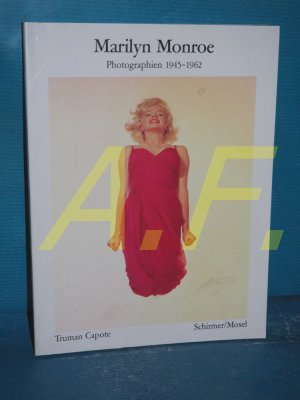 Marilyn Monroe
Photographien 1945-1962
A.F.
Truman Capote
Schirmer/Mosel